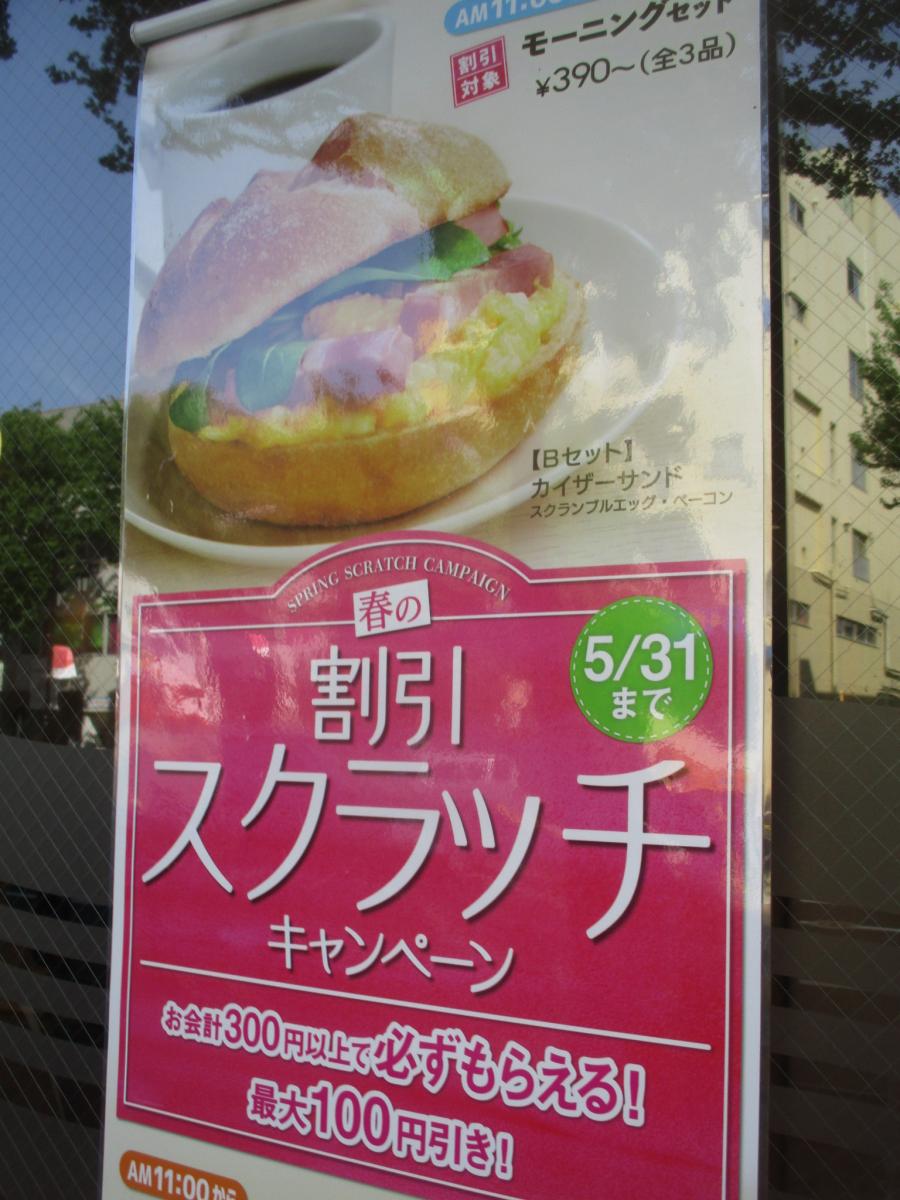 AM11:00
割引
対象
モーニングセット
¥390〜(全3品)
【Bセット】
カイザーサンド
スクランブルエッグ・ベーコン
SPRING SCRATCH CAMPAIGN
春の
5/31
まで
割引
スクラッチ
キャンペーン
お会計300円以上で必ずもらえる!
最大100円引き!
AM11:00から